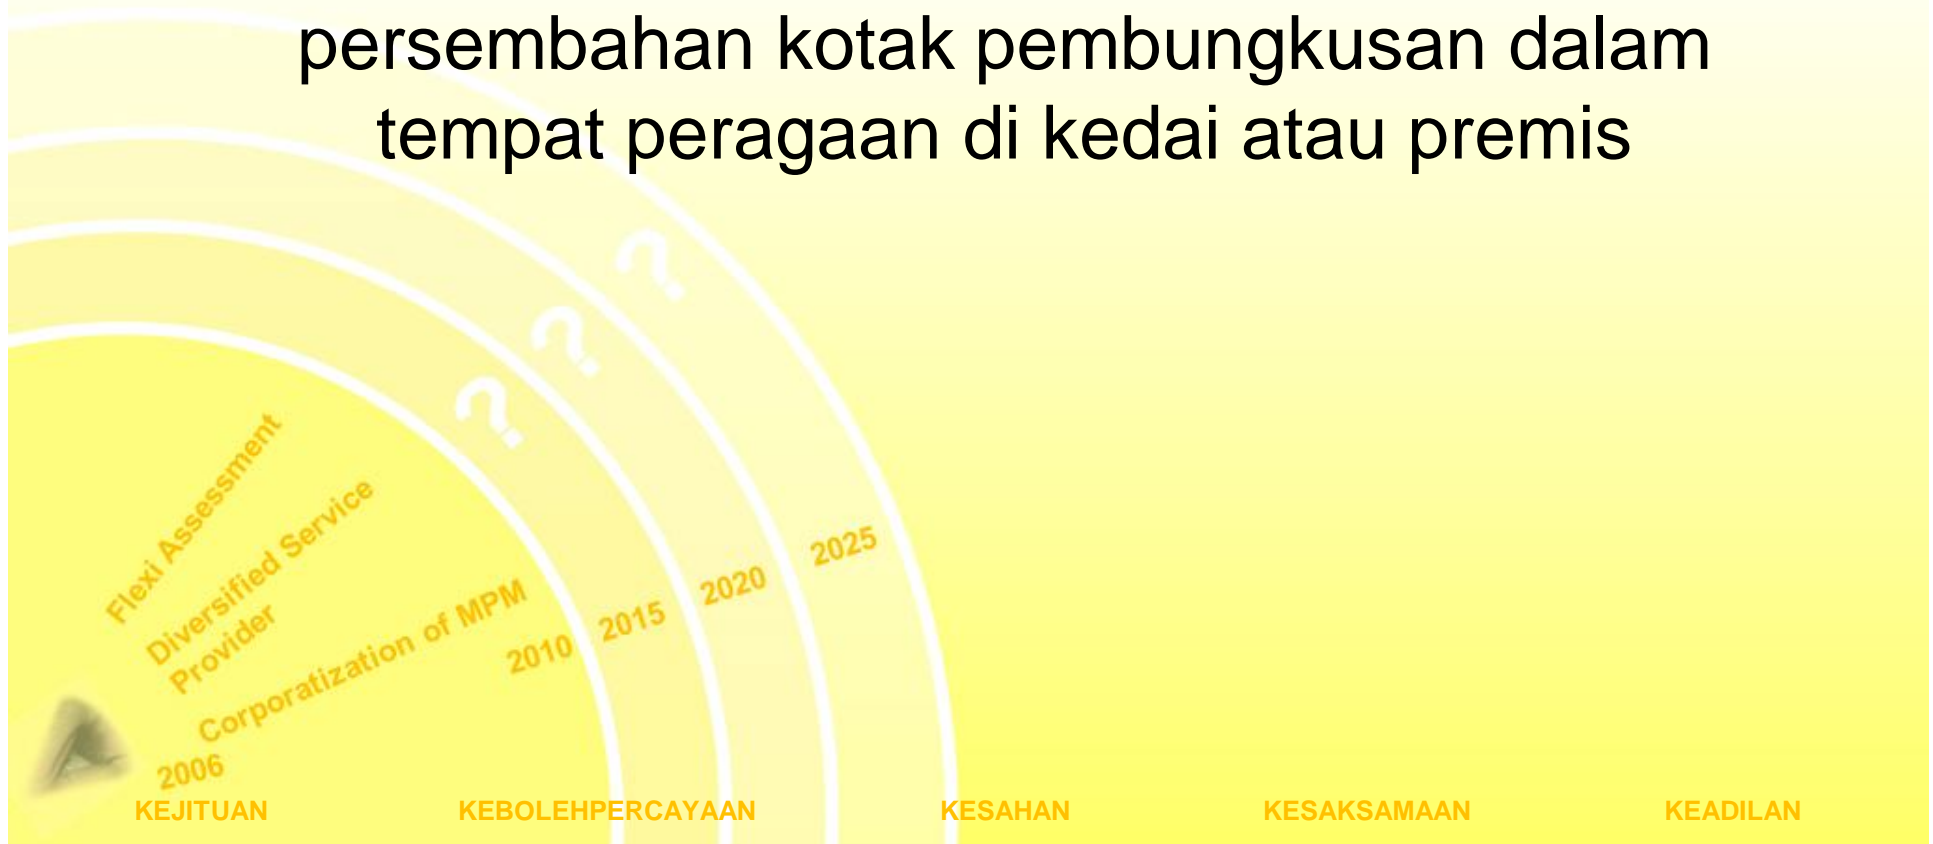 persembahan kotak pembungkusan dalam
tempat peragaan di kedai atau premis
?
?
?
Flexi Assessment
Diversified Service
Provider
Corporatization of MPM
2006
2010
2015
2020
2025
KEJITUAN KEBOLEHPERCAYAAN KESAHAN KESAKSAMAAN KEADILAN